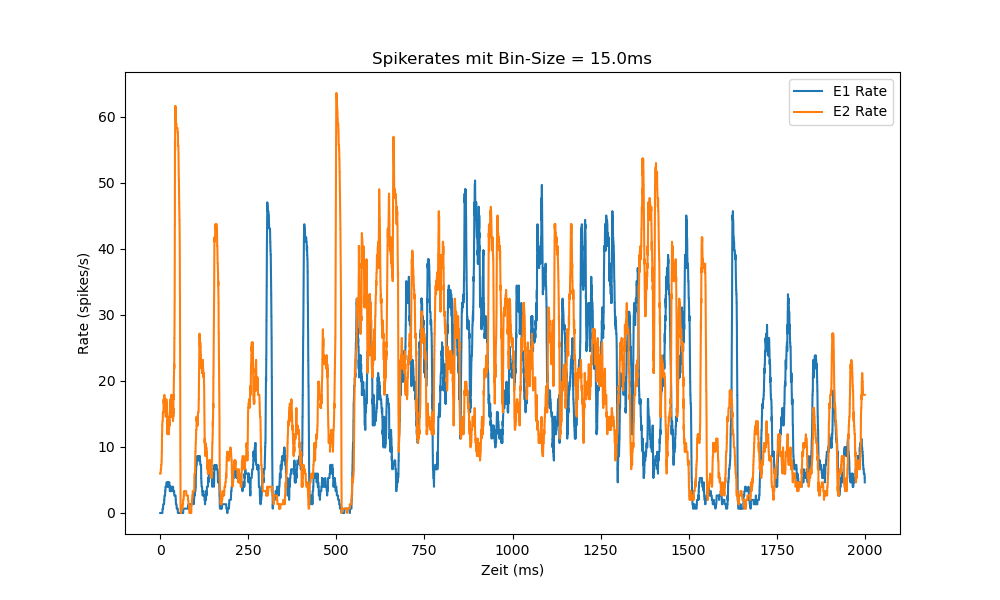 Spikerates mit Bin-Size = 15.0ms
E1 Rate
E2 Rate
Rate (spikes/s)
60
50
40
30
20
10
0
0 250 500 750 1000 1250 1500 1750 2000
Zeit (ms)